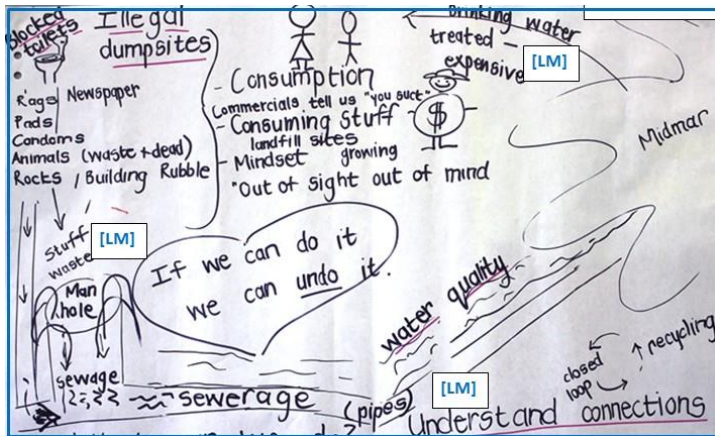 Blocked
toilets
Illegal
dumpsites
Rags
Newspaper
Pads
Condoms
Animals (waste + dead)
Rocks / Building Rubble
Stuff
waste
[LM]
Man
hole
sewage
- Consumption
Commercials tell us "you suck"
- Consuming stuff
landfill sites
growing
- Mindset
"Out of sight out of mind
$
Drinking water
treated -
expensive
[LM]
Midmar
If we can do it
we can undo it.
water quality
sewerage (pipes)
[LM]
closed
loop
recycling
Understand connections